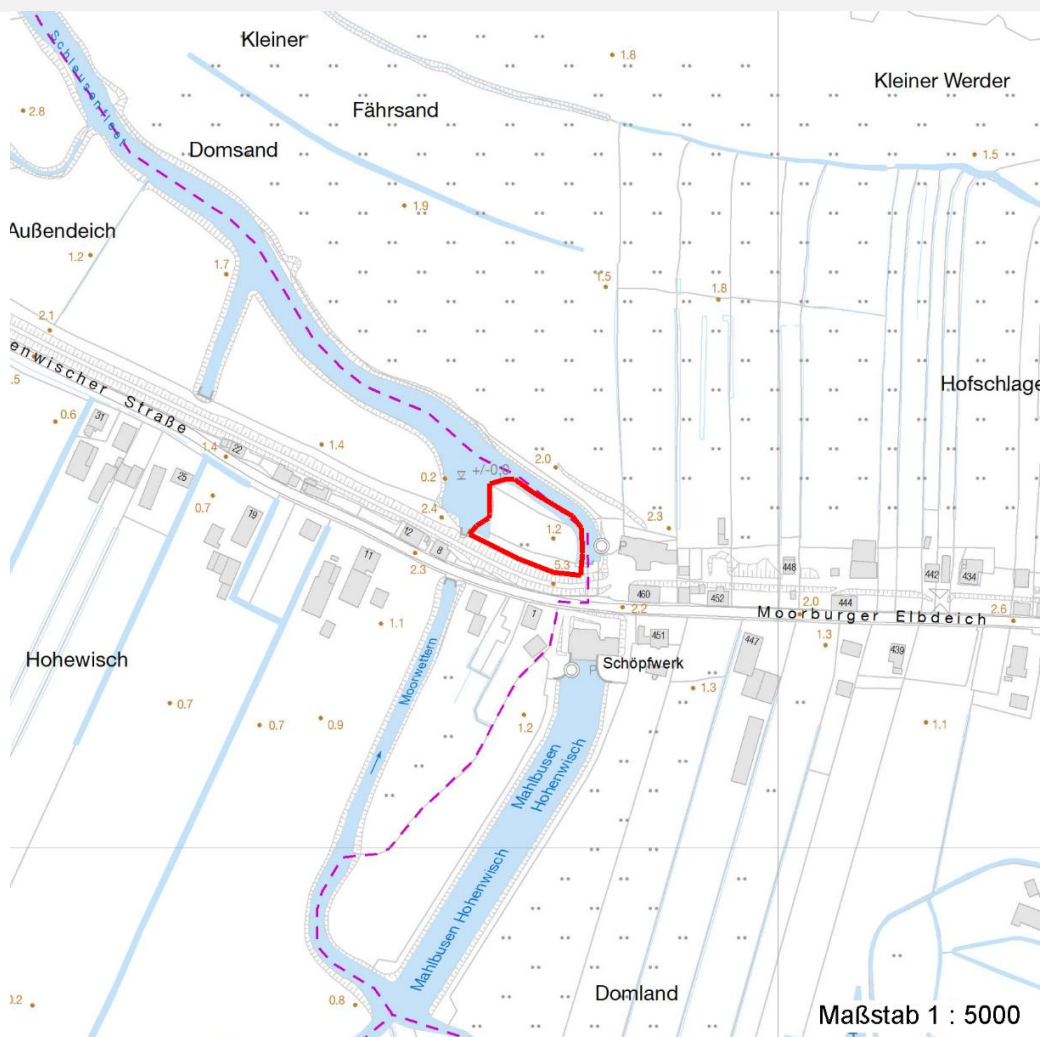 Kleiner
1.8
Kleiner Werder
Schleusenfleet
2.8
Fährsand
Domsand
1.5
1.9
Außendeich
1.2
1.7
1.5
1.8
2.1
enwischer Straße
Hofschläge
0.6
31
22
1.4
1.4
25
0.2
+/-0,0
2.0
0.7
19
2.4
12
8
1.2
2.3
P
11
2.3
5.3
448
442
434
460
452
444
2.0
2.2
Moorburger Elbdeich
2.6
1.1
1
451
447
1.3
439
Hohewisch
Moorwettern
Schöpfwerk
P
0.7
0.7
0.9
1.2
1.3
1.1
Mahlbusen
Hohenwisch
Mahlbusen Hohenwisch
0.8
Domland
Maßstab 1 : 5000